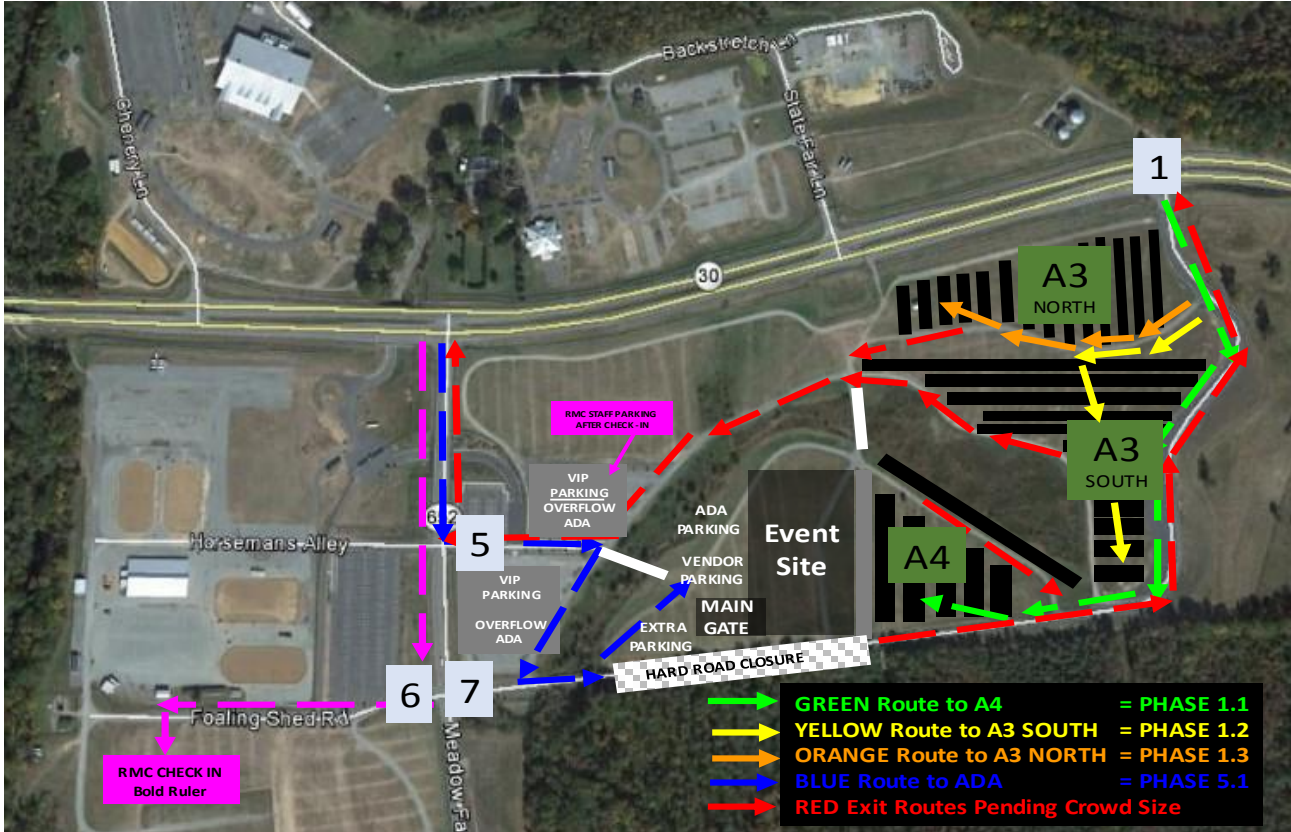 Backstretch Ln
Chenery Ln
State Fair Ln
1
30
A3
NORTH
RMC STAFF PARKING
AFTER CHECK-IN
A3
SOUTH
VIP
PARKING
OVERFLOW
ADA
ADA
PARKING
Event
Site
Horsemans Alley
5
A4
VENDOR
PARKING
VIP
PARKING
OVERFLOW
ADA
MAIN
GATE
EXTRA
PARKING
HARD ROAD CLOSURE
6
7
Foaling Shed Rd
Meadow Fa
RMC CHECK IN
Bold Ruler
GREEN Route to A4 = PHASE 1.1
YELLOW Route to A3 SOUTH = PHASE 1.2
ORANGE Route to A3 NORTH = PHASE 1.3
BLUE Route to ADA = PHASE 5.1
RED Exit Routes Pending Crowd Size